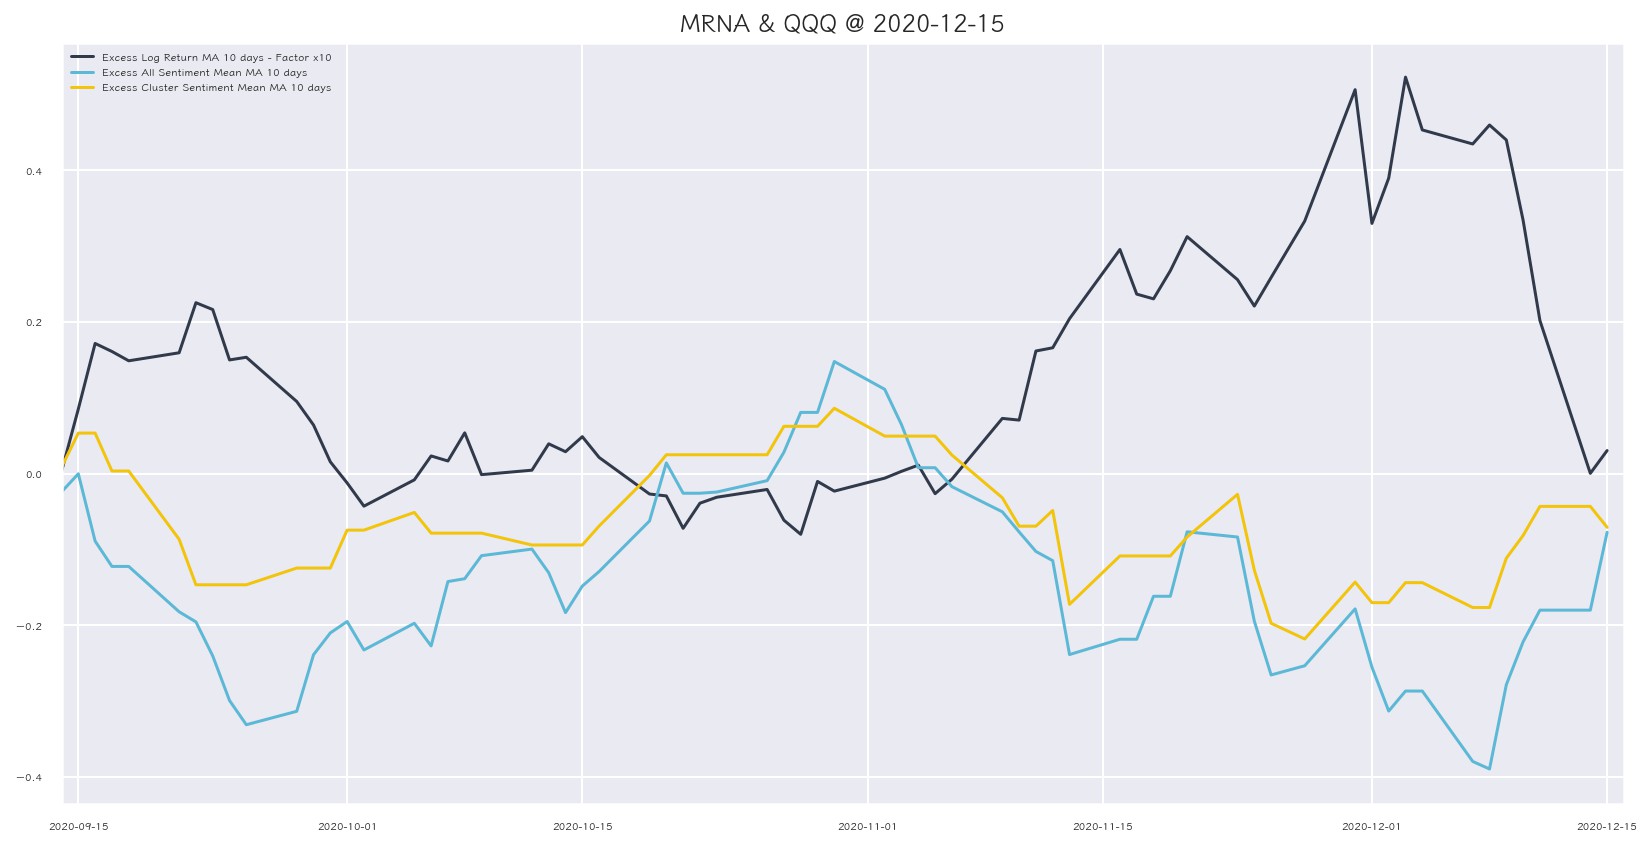 MRNA & QQQ @ 2020-12-15
Excess Log Return MA 10 days - Factor x10
Excess All Sentiment Mean MA 10 days
Excess Cluster Sentiment Mean MA 10 days
0.4
0.2
0.0
−0.2
−0.4
2020-09-15 2020-10-01 2020-10-15 2020-11-01 2020-11-15 2020-12-01 2020-12-15